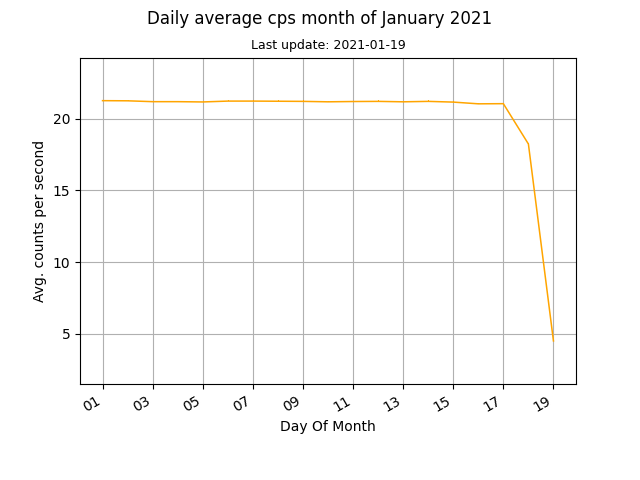 Daily average cps month of January 2021
Last update: 2021-01-19
Avg. counts per second
20
15
10
5
01 03 05 07 09 11 13 15 17 19
Day Of Month